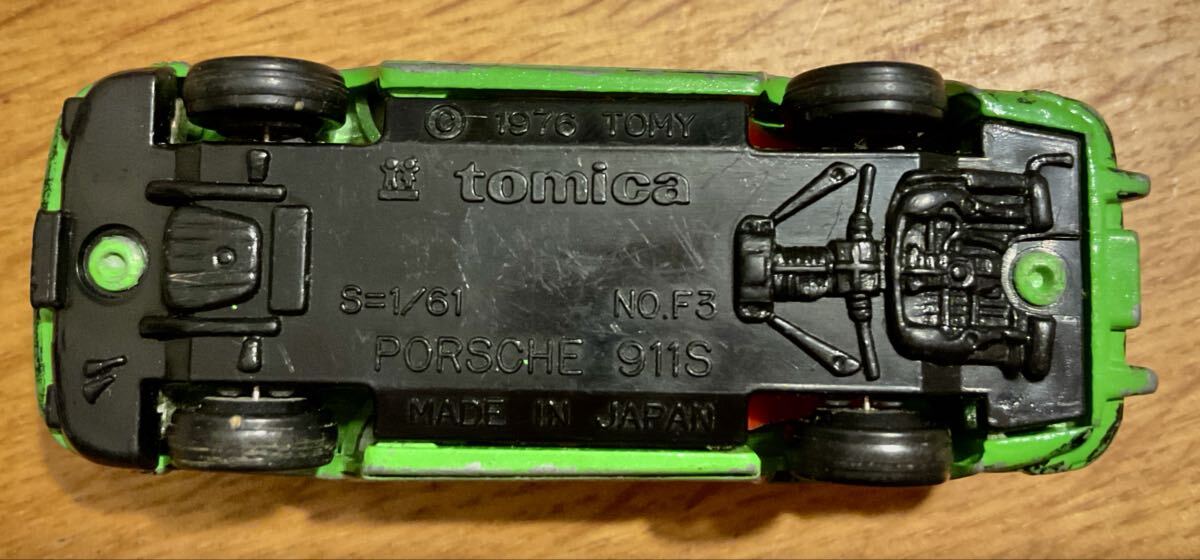 © 1976 TOMY
tomica
S=1/61 NO.F3
PORSCHE 911S
MADE IN JAPAN